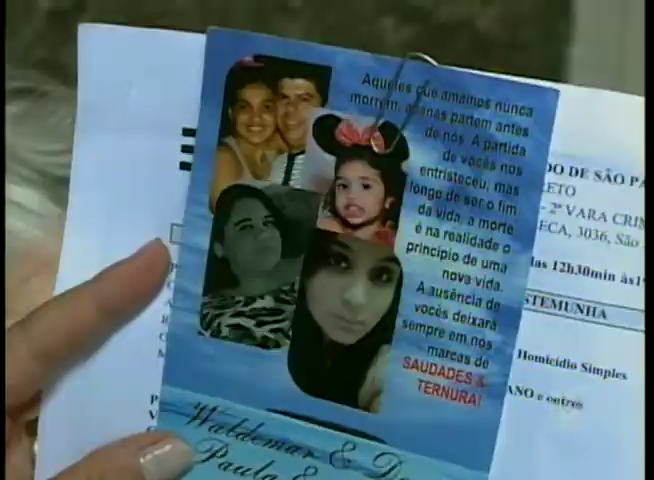 Aqueles que amamos nunca
morrem, apenas partem antes
de nós. A partida
de vocês nos
entristeceu, mas
longe de ser o fim
da vida, a morte
é na realidade o
princípio de uma
nova vida.
A ausência de
vocês deixará
sempre em nós
marcas de
SAUDADES &
TERNURA!
Waldemar &
Paula &
DO DE SÃO PA
ETO
- 2ª VARA CRIM
ECA, 3036, São
das 12h30min às1
STEMUNHA
Homicídio Simples
ANO e outros